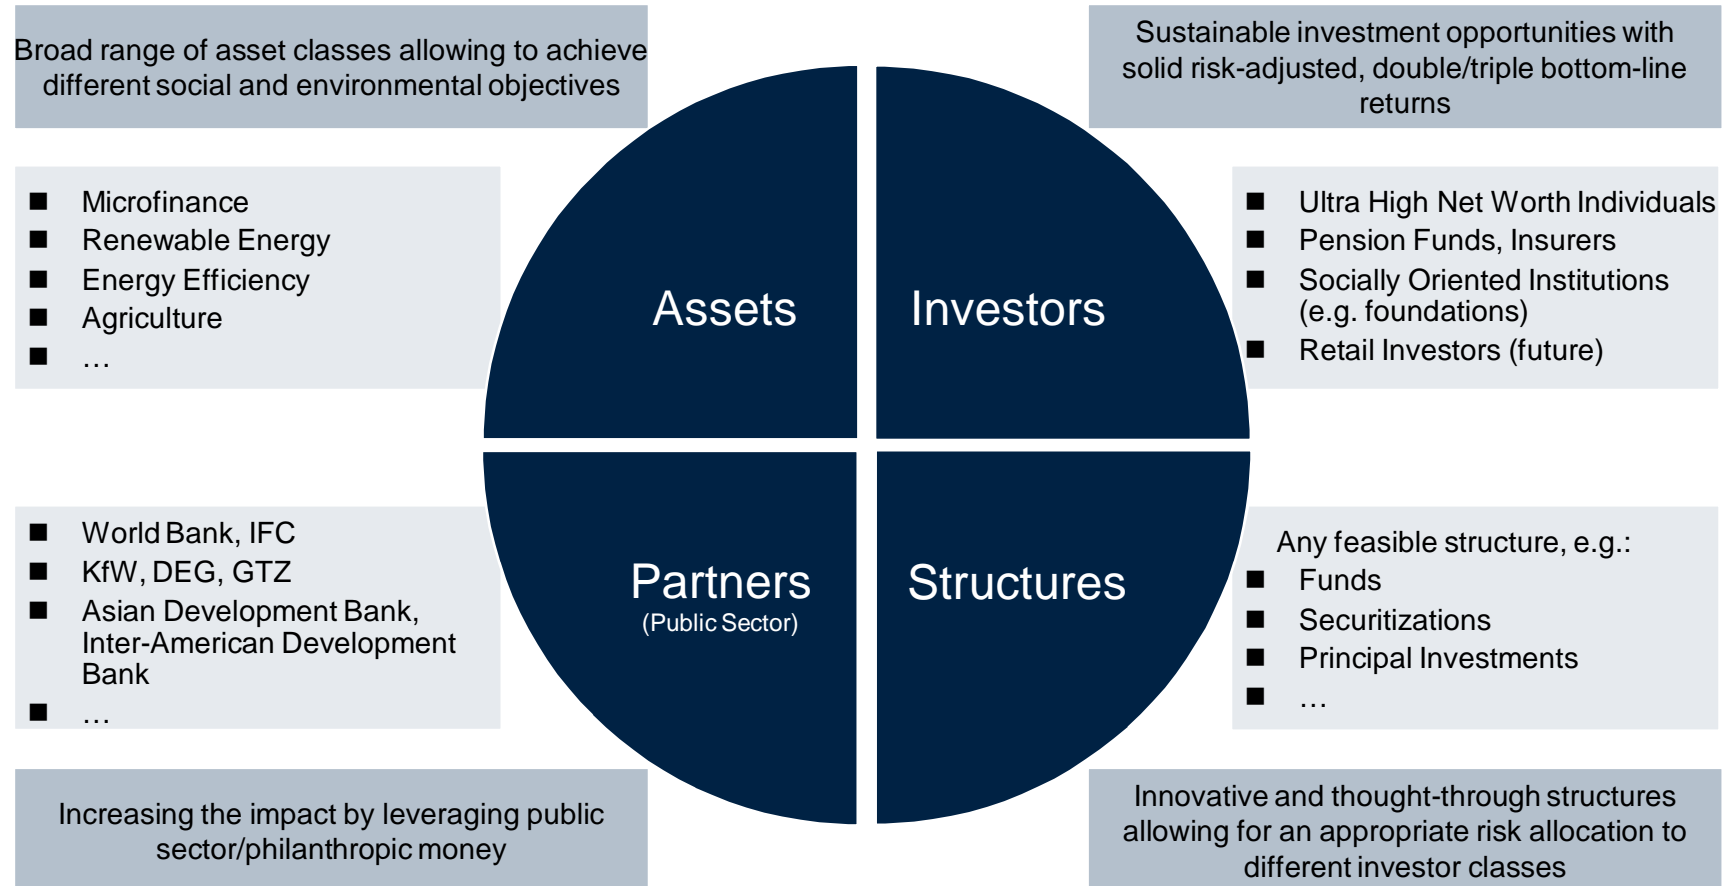 Broad range of asset classes allowing to achieve
different social and environmental objectives
Sustainable investment opportunities with
solid risk-adjusted, double/triple bottom-line
returns
■ Microfinance
■ Renewable Energy
■ Energy Efficiency
■ Agriculture
■ …
Assets
Investors
■ Ultra High Net Worth Individuals
■ Pension Funds, Insurers
■ Socially Oriented Institutions
(e.g. foundations)
■ Retail Investors (future)
■ World Bank, IFC
■ KfW, DEG, GTZ
■ Asian Development Bank,
Inter-American Development
Bank
■ …
Partners
(Public Sector)
Structures
Any feasible structure, e.g.:
■ Funds
■ Securitizations
■ Principal Investments
■ …
Increasing the impact by leveraging public
sector/philanthropic money
Innovative and thought-through structures
allowing for an appropriate risk allocation to
different investor classes